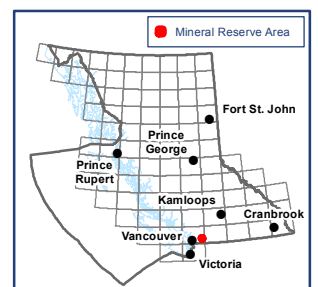 Mineral Reserve Area
Fort St. John
Prince
George
Prince
Rupert
Kamloops
Cranbrook
Vancouver
Victoria